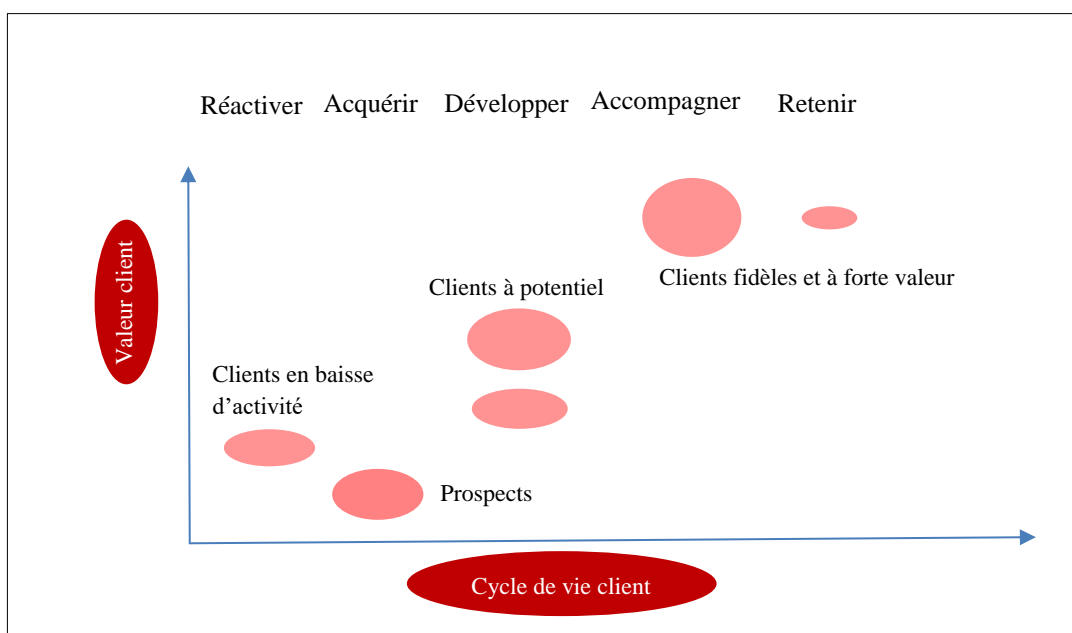 Réactiver Acquérir Développer Accompagner Retenir
Valeur client
Clients fidèles et à forte valeur
Clients à potentiel
Clients en baisse
d’activité
Prospects
Cycle de vie client